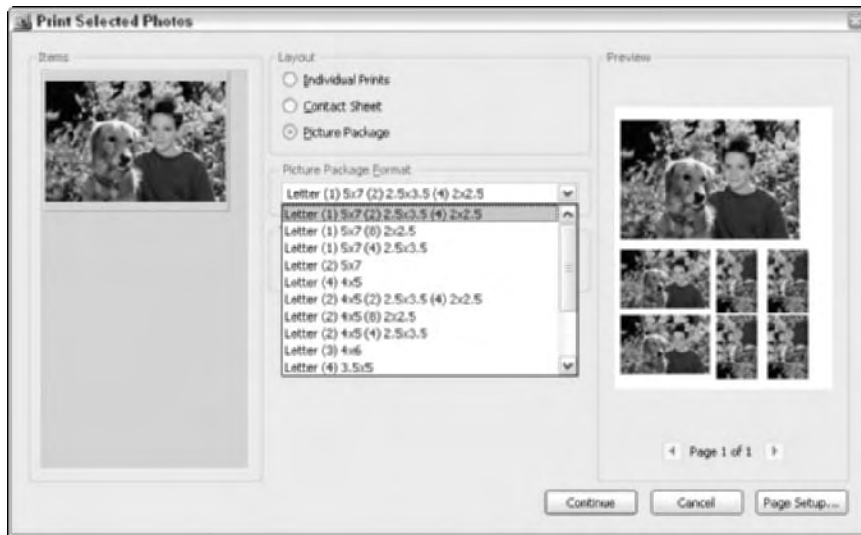 Print Selected Photos
Items
Layout
Individual Prints
Contact Sheet
Picture Package
Picture Package Format
Letter (1) 5x7 (2) 2.5x3.5 (4) 2x2.5
Letter (1) 5x7 (2) 2.5x3.5 (4) 2x2.5
Letter (1) 5x7 (8) 2x2.5
Letter (1) 5x7 (4) 2.5x3.5
Letter (2) 5x7
Letter (4) 4x5
Letter (2) 4x5 (2) 2.5x3.5 (4) 2x2.5
Letter (2) 4x5 (8) 2x2.5
Letter (2) 4x5 (4) 2.5x3.5
Letter (3) 4x6
Letter (4) 3.5x5
Preview
Page 1 of 1
Continue
Cancel
Page Setup...